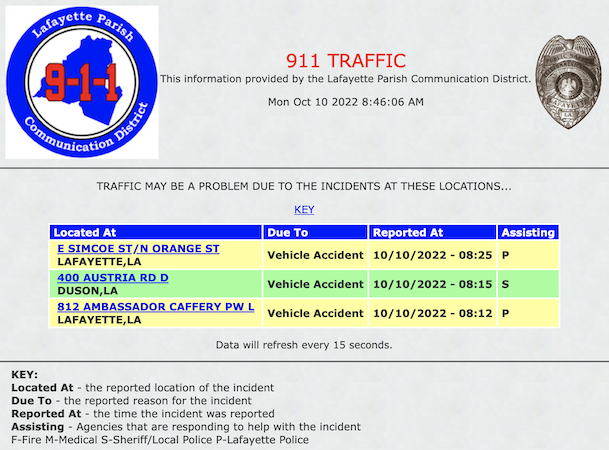 Lafayette Parish
9-1-1
Communication District
911 TRAFFIC
This information provided by the Lafayette Parish Communication District.
Mon Oct 10 2022 8:46:06 AM
LAFAYETTE
LA
TRAFFIC MAY BE A PROBLEM DUE TO THE INCIDENTS AT THESE LOCATIONS...
KEY
Located At Due To Reported At Assisting
E SIMCOE ST/N ORANGE ST
LAFAYETTE,LA Vehicle Accident 10/10/2022 - 08:25 P
400 AUSTRIA RD D
DUSON,LA Vehicle Accident 10/10/2022 - 08:15 S
812 AMBASSADOR CAFFERY PW L
LAFAYETTE,LA Vehicle Accident 10/10/2022 - 08:12 P
Data will refresh every 15 seconds.
KEY:
Located At - the reported location of the incident
Due To - the reported reason for the incident
Reported At - the time the incident was reported
Assisting - Agencies that are responding to help with the incident
F-Fire M-Medical S-Sheriff/Local Police P-Lafayette Police